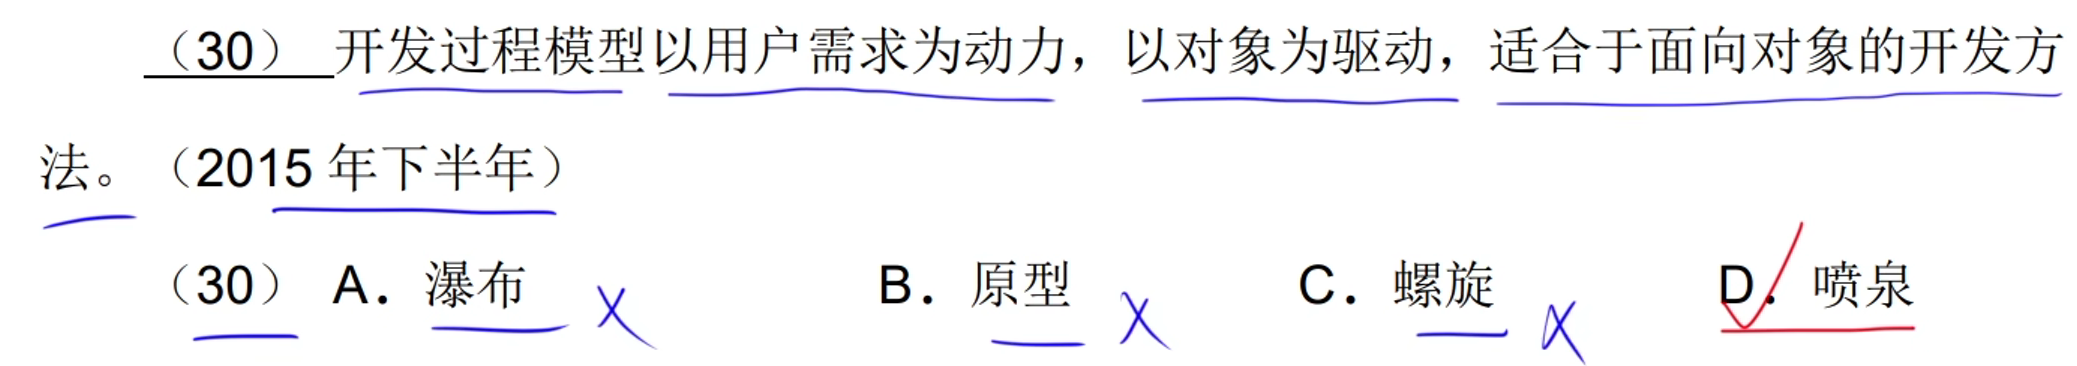 （30） 开发过程模型以用户需求为动力，以对象为驱动，适合于面向对象的开发方
法。（2015 年下半年）
（30） A．瀑布 B．原型 C．螺旋 D．喷泉